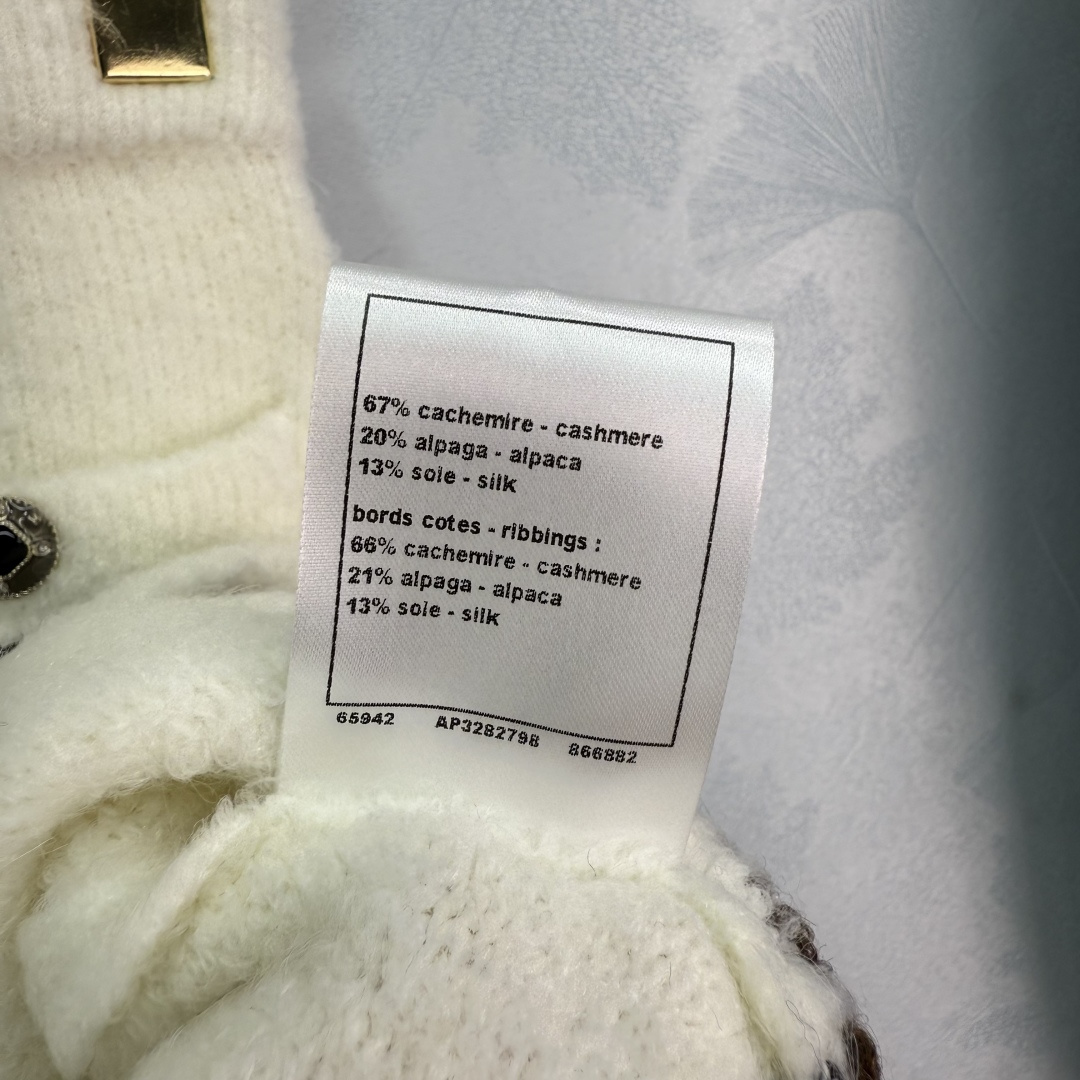 67% cachemire - cashmere
20% alpaga - alpaca
13% soie - silk
bords cotes - ribbings :
66% cachemire - cashmere
21% alpaga - alpaca
13% soie - silk
65942 AP3282798 866882